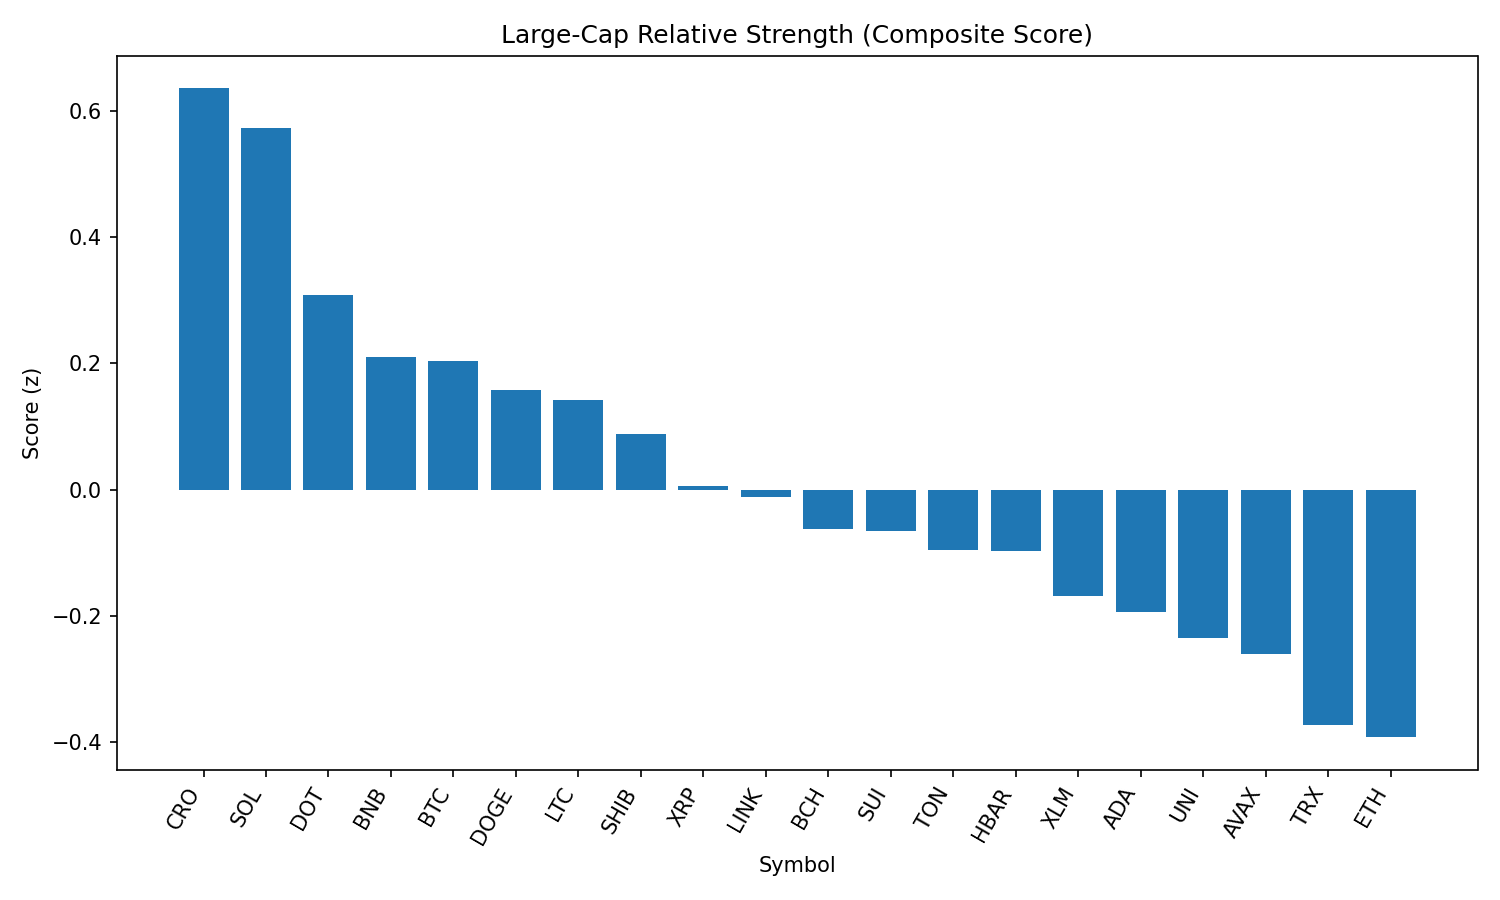 Large-Cap Relative Strength (Composite Score)
0.6
0.4
0.2
0.0
−0.2
−0.4
Score (z)
CRO
SOL
DOT
BNB
BTC
DOGE
LTC
SHIB
XRP
LINK
BCH
SUI
TON
HBAR
XLM
ADA
UNI
AVAX
TRX
ETH
Symbol